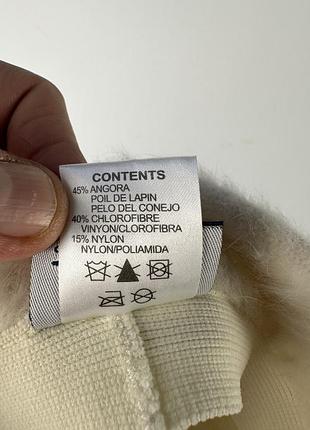 CONTENTS
45% ANGORA
POIL DE LAPIN
PELO DEL CONEJO
40% CHLOROFIBRE
VINYON/CLOROFIBRA
15% NYLON
NYLON/POLIAMIDA